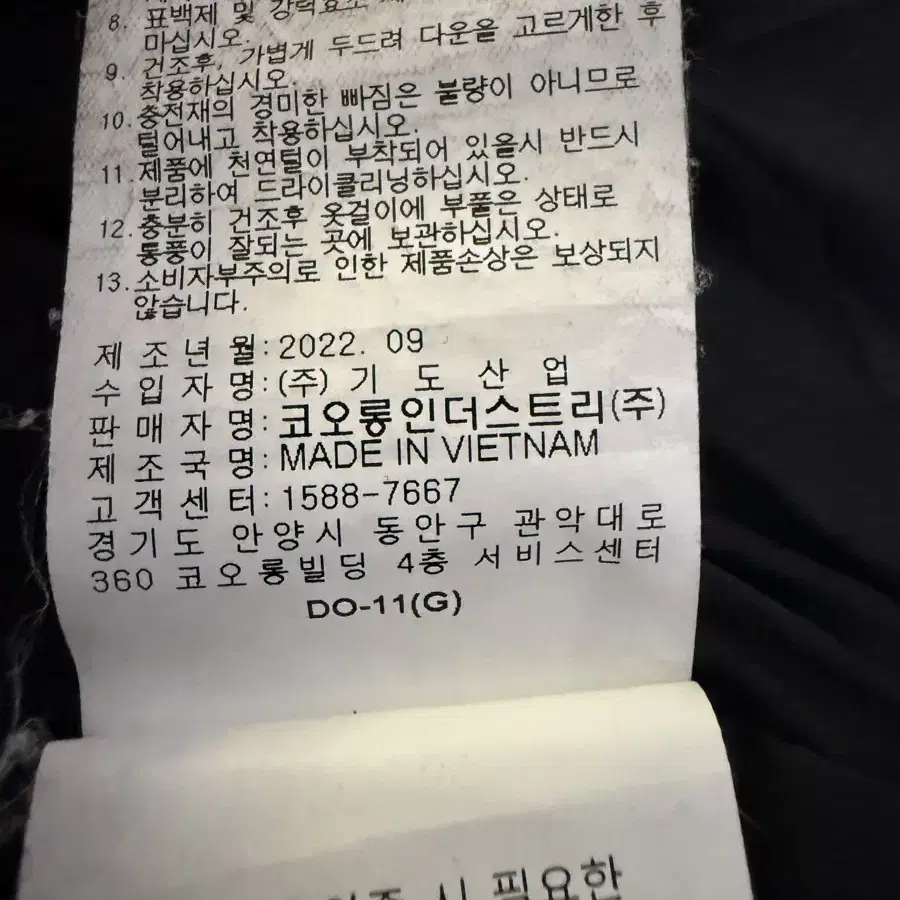 8. 표백제 및 강력효소
마십시오.
9. 건조후, 가볍게 두드려 다운을 고르게한 후
착용하십시오.
10. 충전재의 경미한 빠짐은 불량이 아니므로
털어내고 착용하십시오.
11. 제품에 천연털이 부착되어 있을시 반드시
분리하여 드라이클리닝하십시오.
12. 충분히 건조후 옷걸이에 부풀은 상태로
통풍이 잘되는 곳에 보관하십시오.
13. 소비자부주의로 인한 제품손상은 보상되지
않습니다.
제조년월: 2022. 09
수입자명: (주) 기 도 산 업
판매자명: 코오롱인더스트리(주)
제조국명: MADE IN VIETNAM
고객센터: 1588-7667
경기도 안양시 동안구 관악대로
360 코오롱빌딩 4층 서비스센터
DO-11(G)
시 필요한